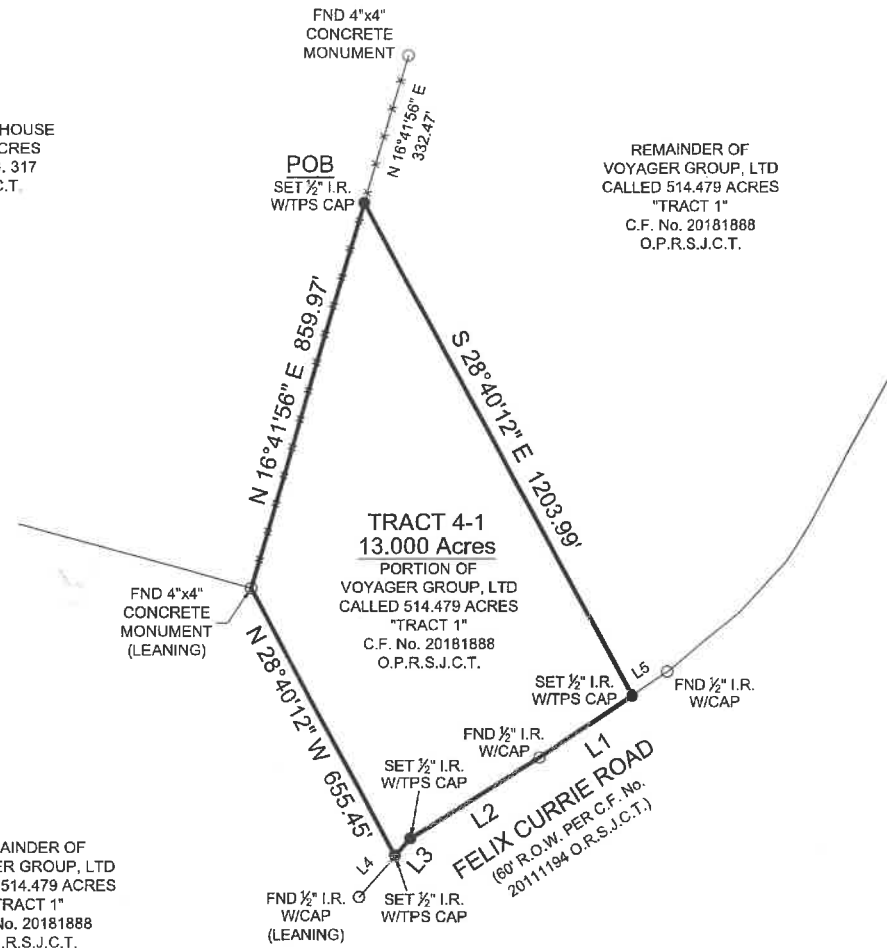 FND 4"x4"
CONCRETE
MONUMENT
N 16°41'56" E
332.47'
HOUSE
CRES
. 317
C.T.
POB
SET ½" I.R.
W/TPS CAP
REMAINDER OF
VOYAGER GROUP, LTD
CALLED 514.479 ACRES
"TRACT 1"
C.F. No. 20181888
O.P.R.S.J.C.T.
N 16°41'56" E 859.97'
S 28°40'12" E 1203.99'
TRACT 4-1
13.000 Acres
PORTION OF
VOYAGER GROUP, LTD
CALLED 514.479 ACRES
"TRACT 1"
C.F. No. 20181888
O.P.R.S.J.C.T.
FND 4"x4"
CONCRETE
MONUMENT
(LEANING)
N 28°40'12" W 655.45'
SET ½" I.R.
W/TPS CAP
L5
FND ½" I.R.
W/CAP
FND ½" I.R.
W/CAP
L1
SET ½" I.R.
W/TPS CAP
L2
FELIX CURRIE ROAD
(60' R.O.W. PER C.F. No.
20111194 O.R.S.J.C.T.)
L3
L4
FND ½" I.R.
W/CAP
(LEANING)
SET ½" I.R.
W/TPS CAP
AINDER OF
ER GROUP, LTD
514.479 ACRES
TRACT 1"
No. 20181888
.R.S.J.C.T.